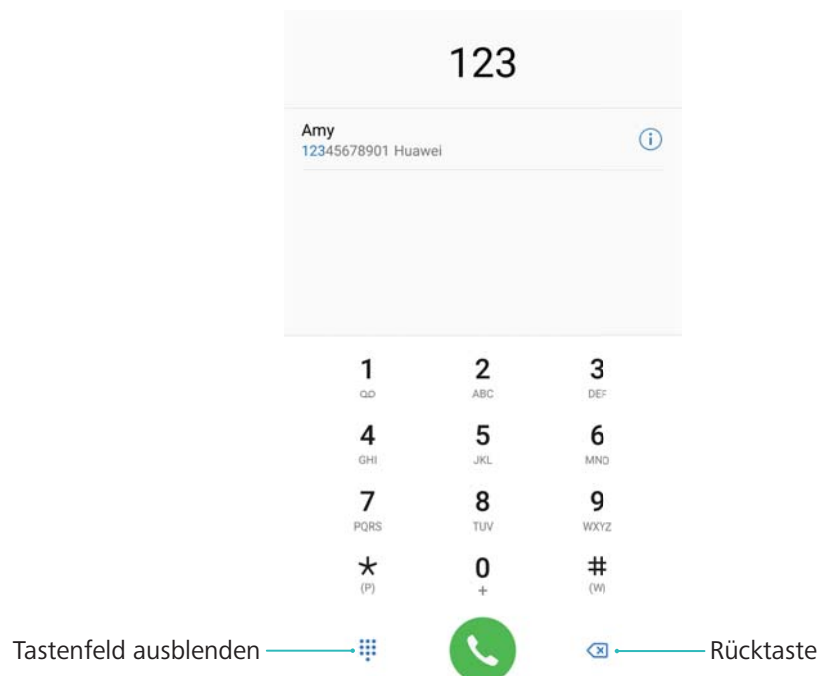 123
Amy
12345678901 Huawei
1 2 3
ABC DEF
4 5 6
GHI JKL MNO
7 8 9
PQRS TUV WXYZ
* 0 #
(P) + (W)
Tastenfeld ausblenden Rücktaste